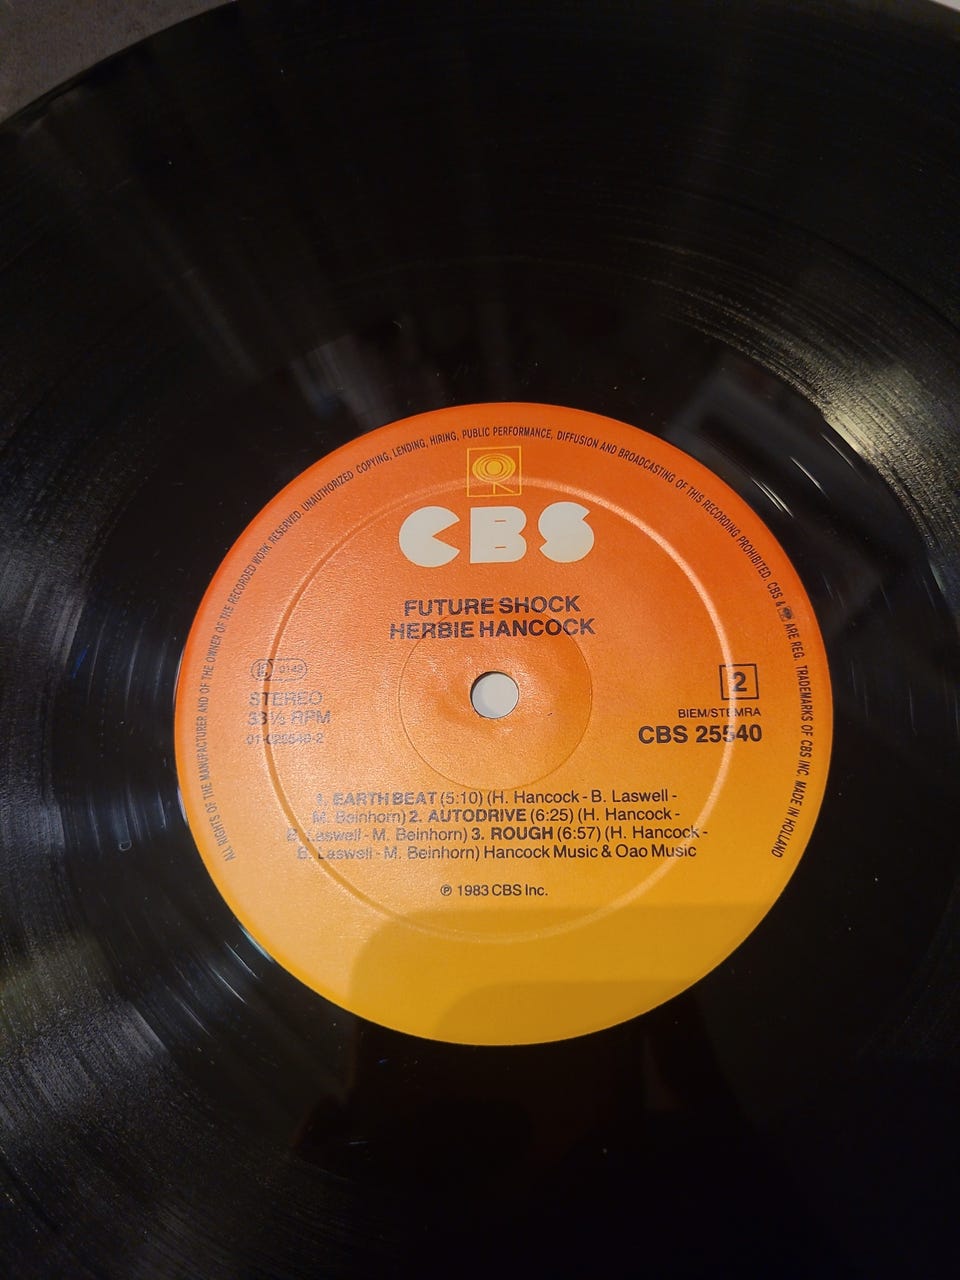 ALL RIGHTS OF THE MANUFACTURER AND OF THE OWNER OF THE RECORDED WORK RESERVED. UNAUTHORIZED COPYING, LENDING, HIRING, PUBLIC PERFORMANCE, DIFFUSION AND BROADCASTING OF THIS RECORDING PROHIBITED. CBS & ARE REG. TRADEMARKS OF CBS INC. MADE IN HOLLAND
CBS
FUTURE SHOCK
HERBIE HANCOCK
0149
STEREO
33⅓ RPM
01-025540-2
2
BIEM/STEMRA
CBS 25540
1. EARTH BEAT (5:10) (H. Hancock - B. Laswell -
M. Beinhorn) 2. AUTODRIVE (6:25) (H. Hancock -
B. Laswell - M. Beinhorn) 3. ROUGH (6:57) (H. Hancock -
B. Laswell - M. Beinhorn) Hancock Music & Oao Music
℗ 1983 CBS Inc.